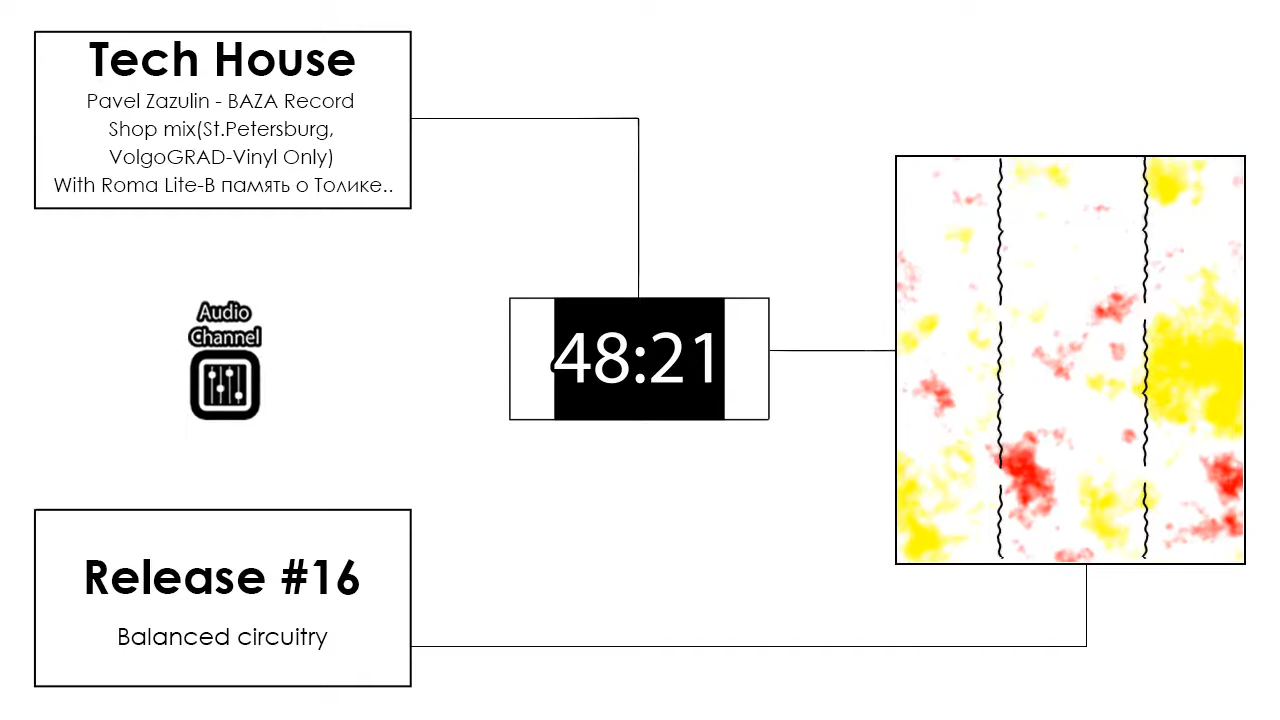 Tech House
Pavel Zazulin - BAZA Record
Shop mix(St.Petersburg,
VolgoGRAD-Vinyl Only)
With Roma Lite-В память о Толике..
Audio
Channel
48:21
Release #16
Balanced circuitry